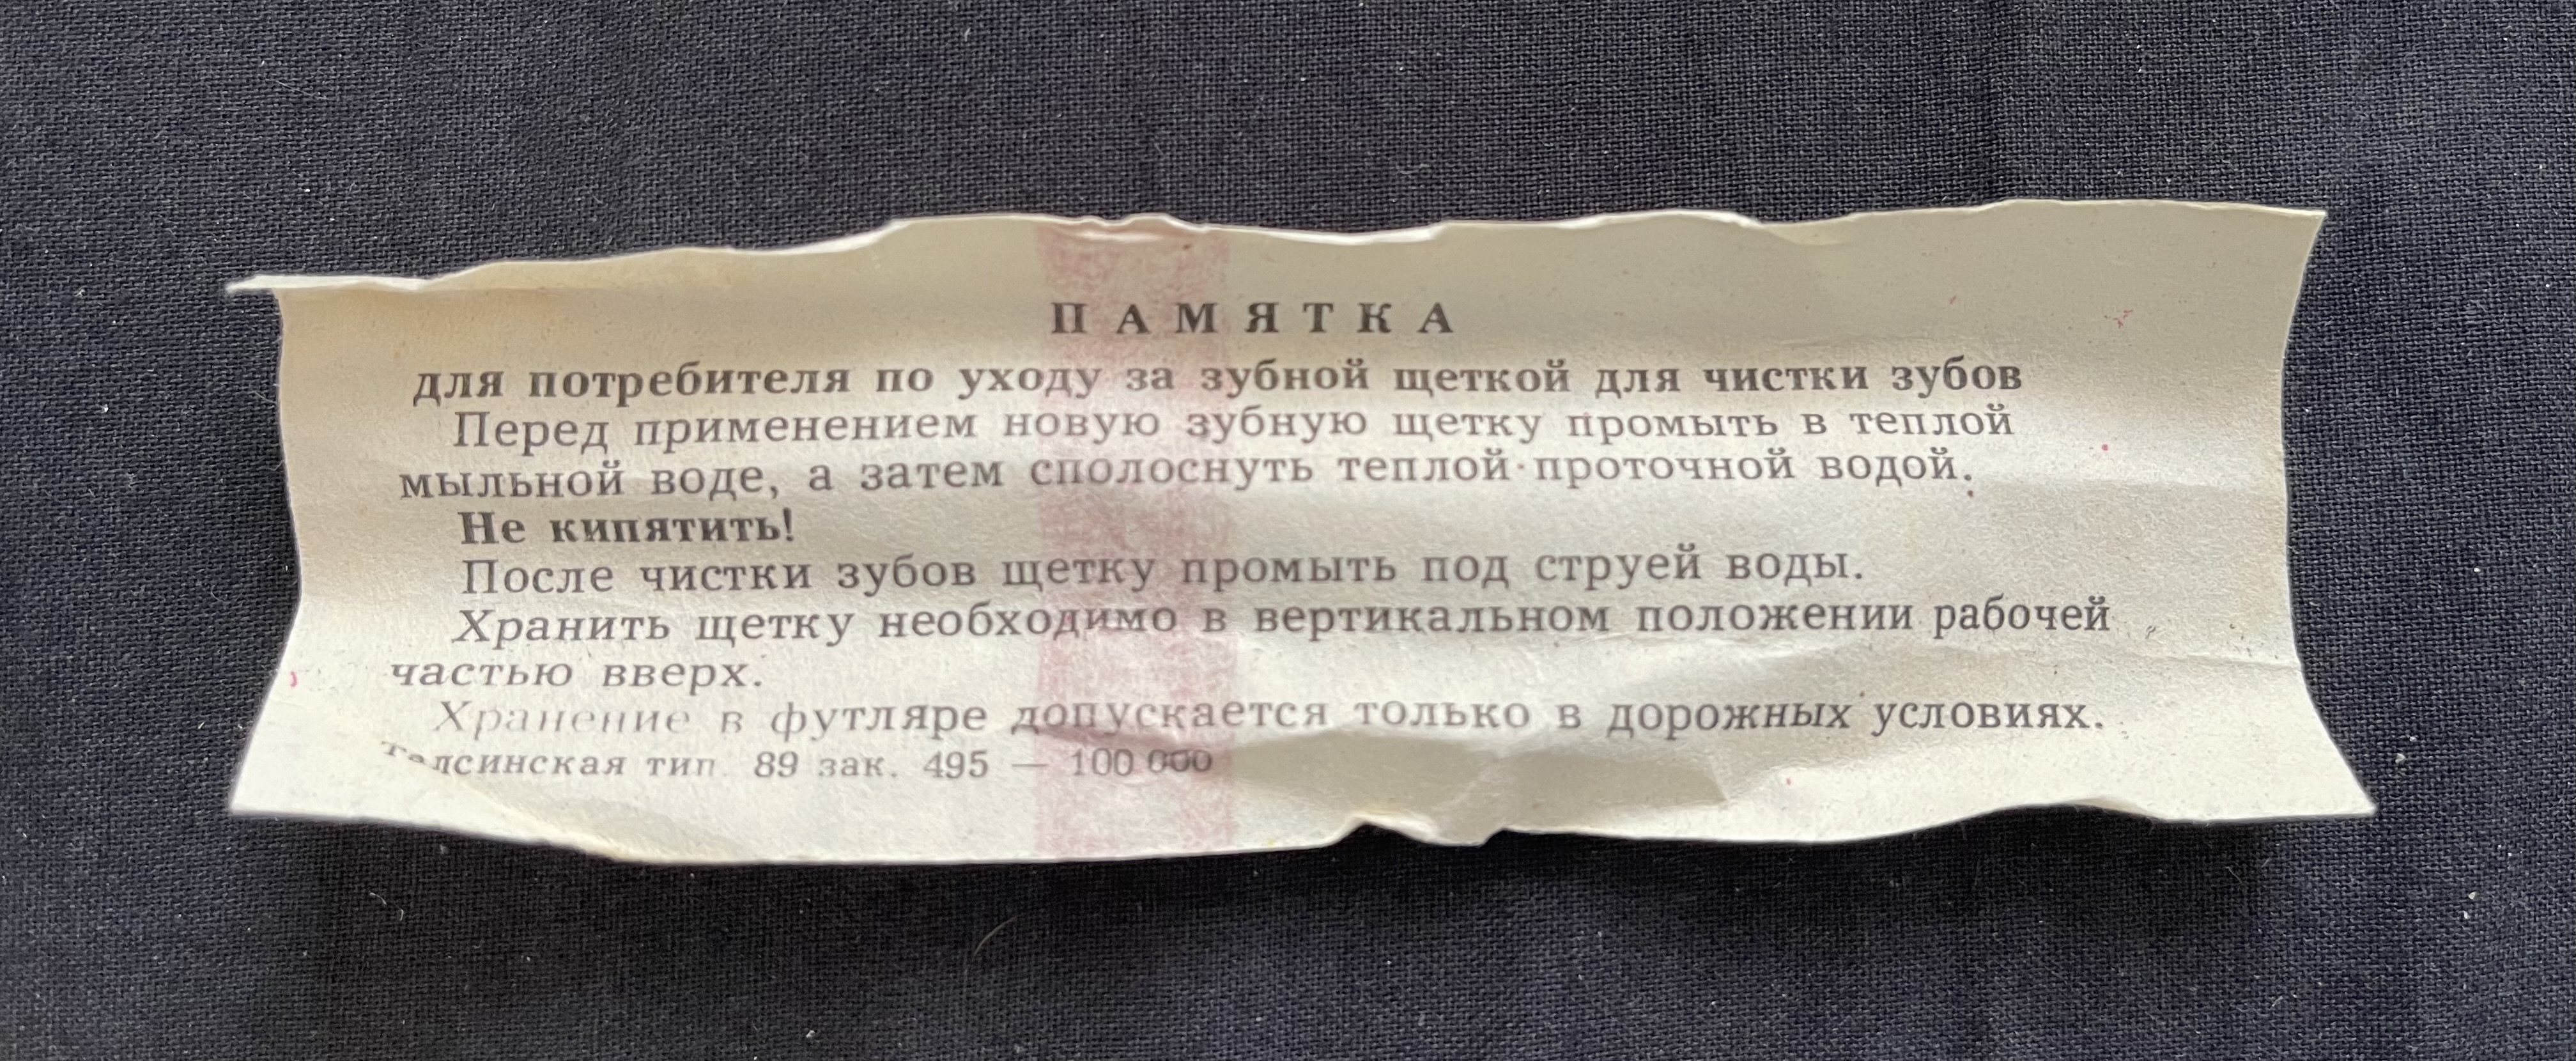 ПАМЯТКА
для потребителя по уходу за зубной щеткой для чистки зубов
Перед применением новую зубную щетку промыть в теплой
мыльной воде, а затем сполоснуть теплой проточной водой.
Не кипятить!
После чистки зубов щетку промыть под струей воды.
Хранить щетку необходимо в вертикальном положении рабочей
частью вверх.
Хранение в футляре допускается только в дорожных условиях.
Талсинская тип. 89 зак. 495 — 100 000